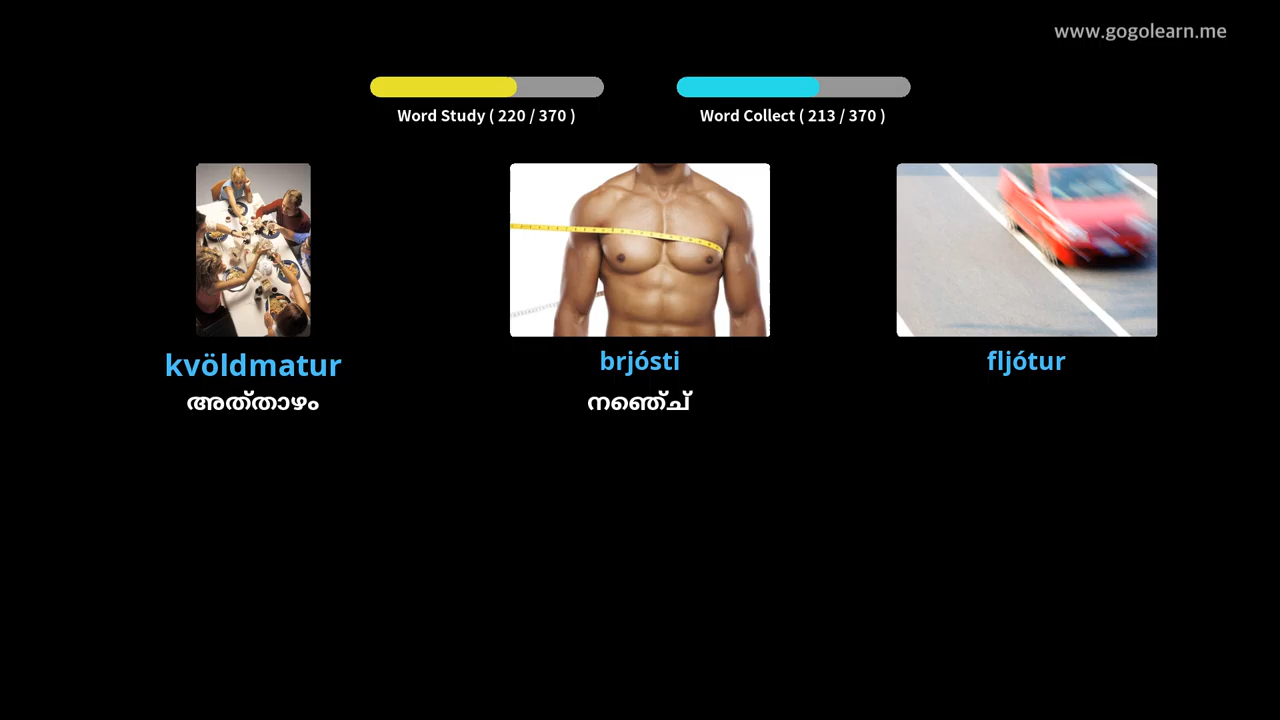 www.gogolearn.me
Word Study ( 220 / 370 )
Word Collect ( 213 / 370 )
kvöldmatur
brjósti
fljótur
അത്താഴം
നഞ്ചേ്